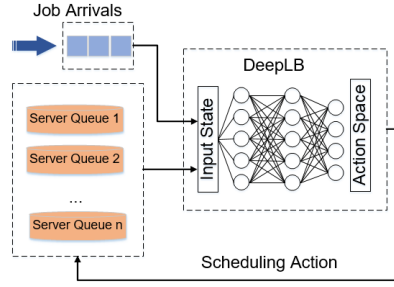 Job Arrivals
DeepLB
Server Queue 1
Server Queue 2
...
Server Queue n
Input State
Action Space
Scheduling Action